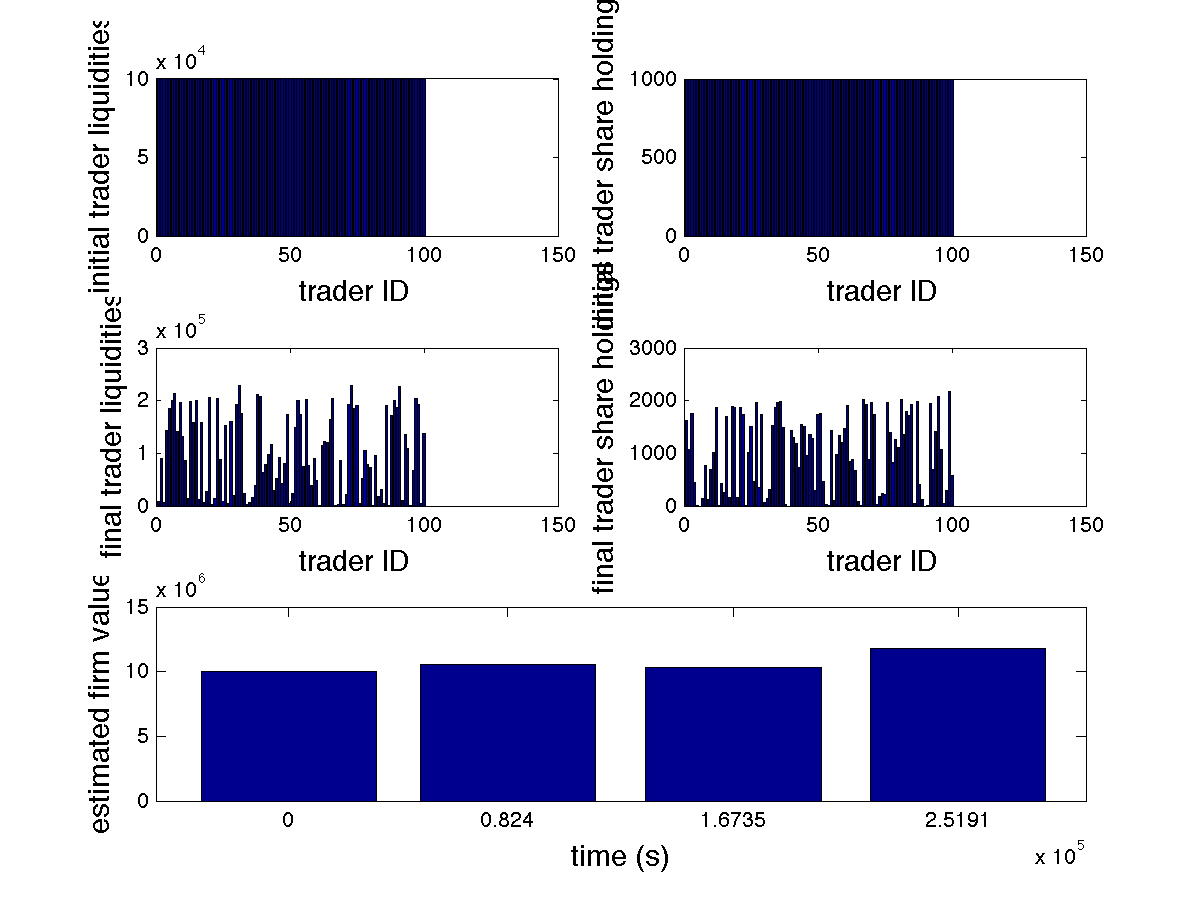 initial trader liquidities
x 10^4
10
5
0
0 50 100 150
trader ID
trader share holding
1000
500
0
0 50 100 150
trader ID
final trader liquidities
x 10^5
3
2
1
0
0 50 100 150
trader ID
final trader share holdings
3000
2000
1000
0
0 50 100 150
trader ID
estimated firm value
x 10^6
15
10
5
0
0 0.824 1.6735 2.5191
x 10^5
time (s)